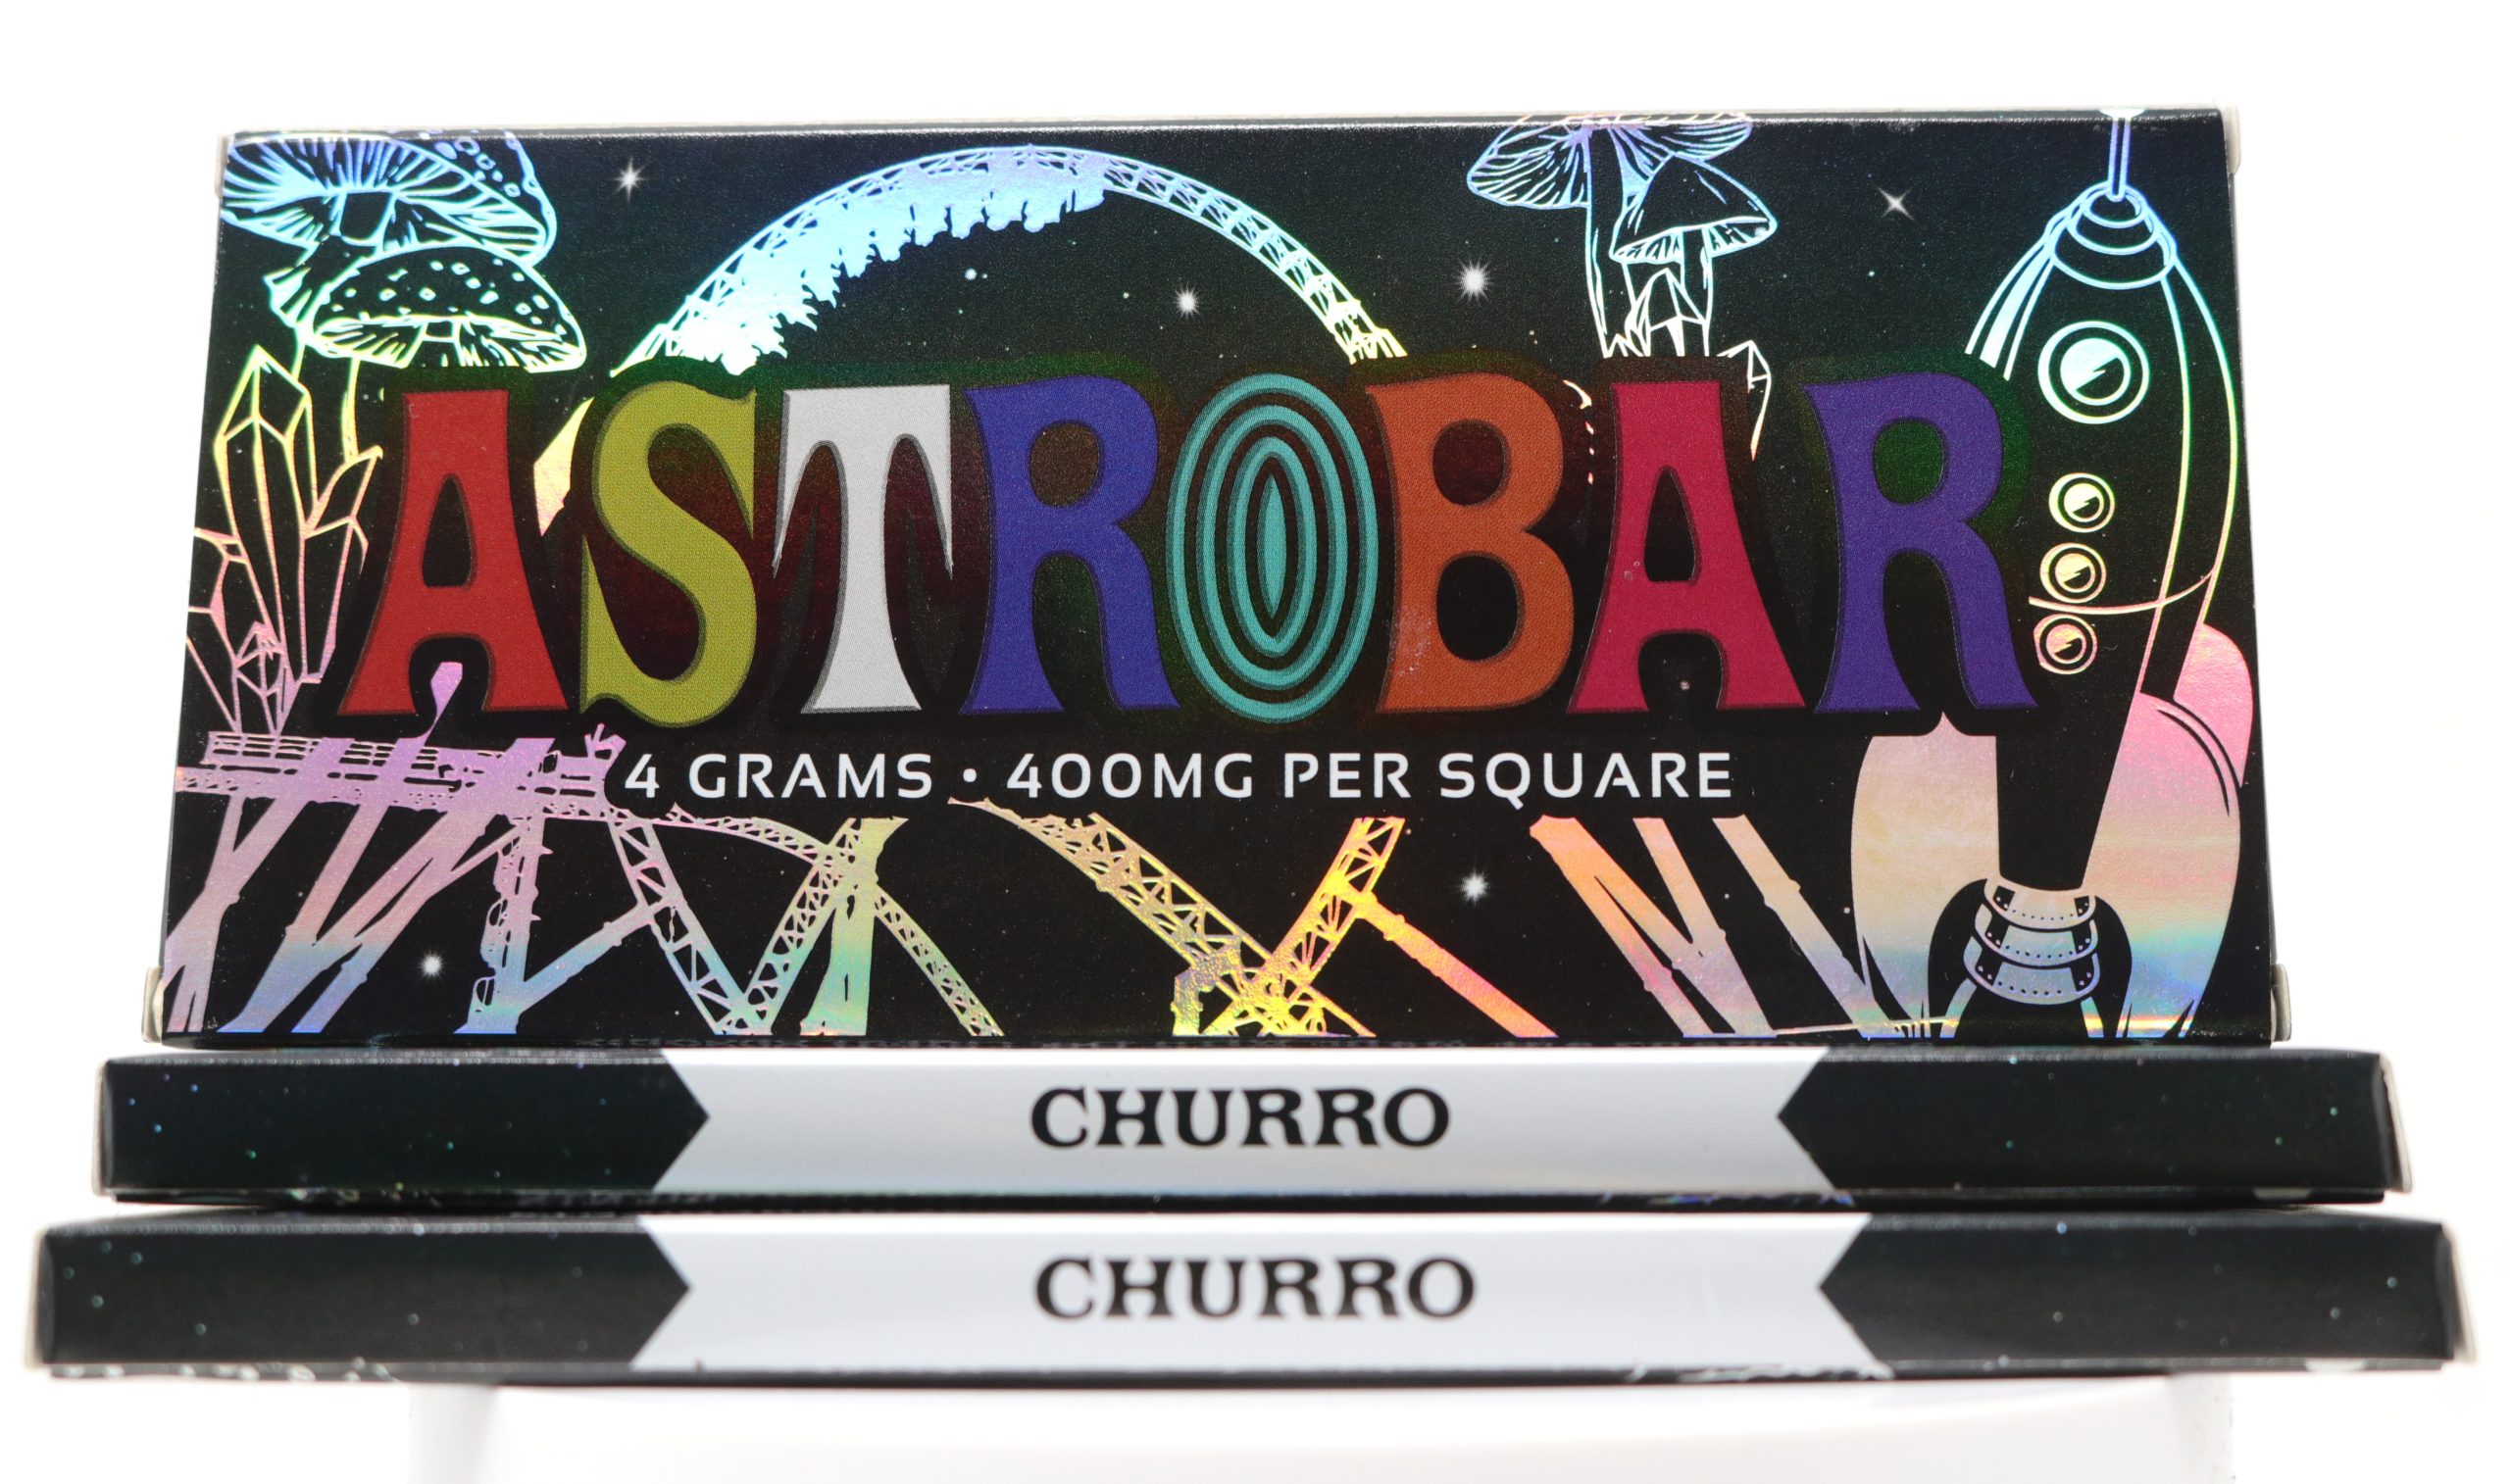 ASTROBAR
4 GRAMS • 400MG PER SQUARE
CHURRO
CHURRO